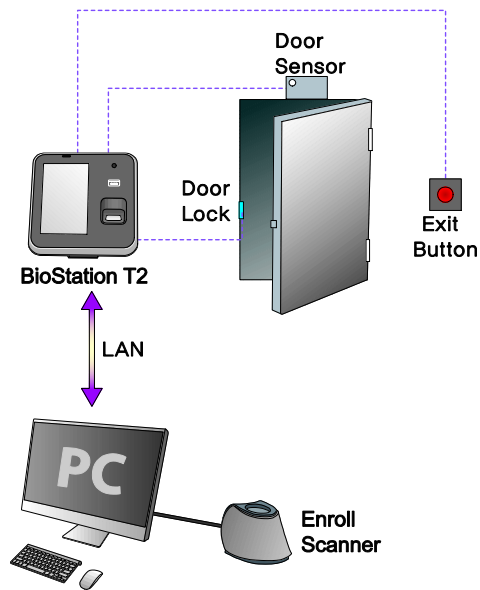 Door
Sensor
Door
Lock
Exit
Button
BioStation T2
LAN
PC
Enroll
Scanner